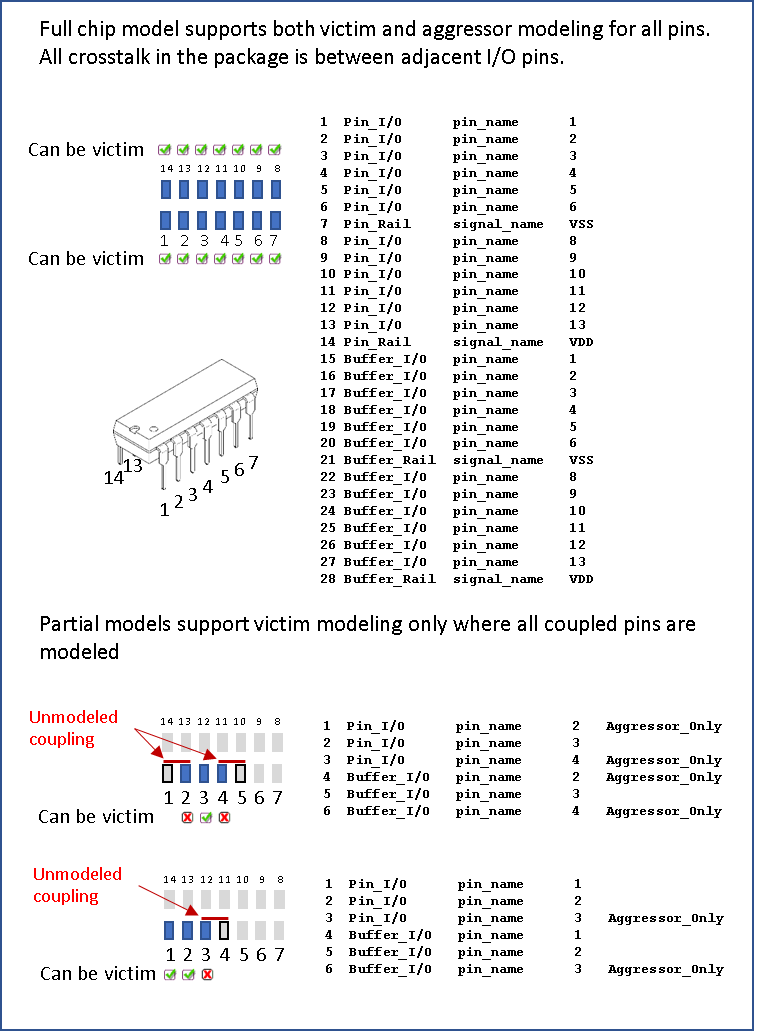 Full chip model supports both victim and aggressor modeling for all pins.
All crosstalk in the package is between adjacent I/O pins.
Can be victim
14 13 12 11 10 9 8
1 2 3 4 5 6 7
Can be victim
14 13 1 2 3 4 5 6 7
1 Pin_I/O pin_name 1
2 Pin_I/O pin_name 2
3 Pin_I/O pin_name 3
4 Pin_I/O pin_name 4
5 Pin_I/O pin_name 5
6 Pin_I/O pin_name 6
7 Pin_Rail signal_name VSS
8 Pin_I/O pin_name 8
9 Pin_I/O pin_name 9
10 Pin_I/O pin_name 10
11 Pin_I/O pin_name 11
12 Pin_I/O pin_name 12
13 Pin_I/O pin_name 13
14 Pin_Rail signal_name VDD
15 Buffer_I/O pin_name 1
16 Buffer_I/O pin_name 2
17 Buffer_I/O pin_name 3
18 Buffer_I/O pin_name 4
19 Buffer_I/O pin_name 5
20 Buffer_I/O pin_name 6
21 Buffer_Rail signal_name VSS
22 Buffer_I/O pin_name 8
23 Buffer_I/O pin_name 9
24 Buffer_I/O pin_name 10
25 Buffer_I/O pin_name 11
26 Buffer_I/O pin_name 12
27 Buffer_I/O pin_name 13
28 Buffer_Rail signal_name VDD
Partial models support victim modeling only where all coupled pins are
modeled
Unmodeled
coupling
14 13 12 11 10 9 8
1 2 3 4 5 6 7
Can be victim
1 Pin_I/O pin_name 2 Aggressor_Only
2 Pin_I/O pin_name 3
3 Pin_I/O pin_name 4 Aggressor_Only
4 Buffer_I/O pin_name 2 Aggressor_Only
5 Buffer_I/O pin_name 3
6 Buffer_I/O pin_name 4 Aggressor_Only
Unmodeled
coupling
14 13 12 11 10 9 8
1 2 3 4 5 6 7
Can be victim
1 Pin_I/O pin_name 1
2 Pin_I/O pin_name 2
3 Pin_I/O pin_name 3 Aggressor_Only
4 Buffer_I/O pin_name 1
5 Buffer_I/O pin_name 2
6 Buffer_I/O pin_name 3 Aggressor_Only